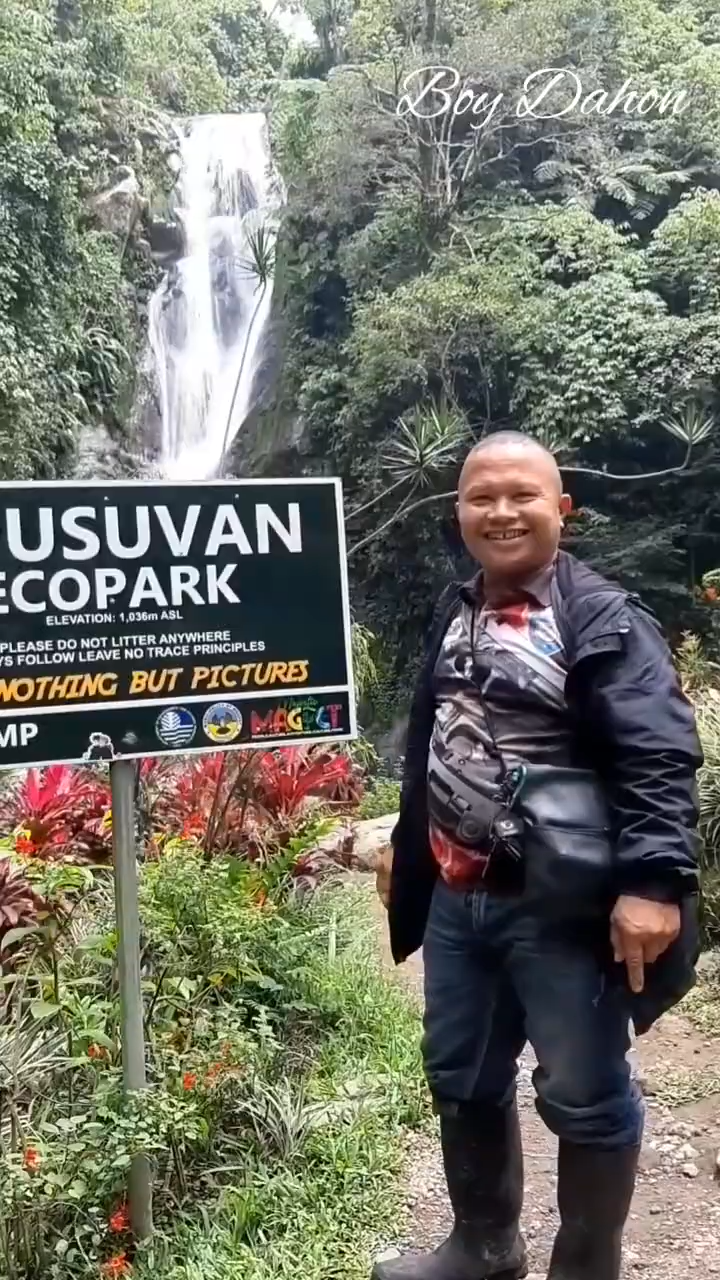 Boy Dahon
USUVAN
ECOPARK
ELEVATION: 1,036m ASL
PLEASE DO NOT LITTER ANYWHERE
YS FOLLOW LEAVE NO TRACE PRINCIPLES
NOTHING BUT PICTURES
MP